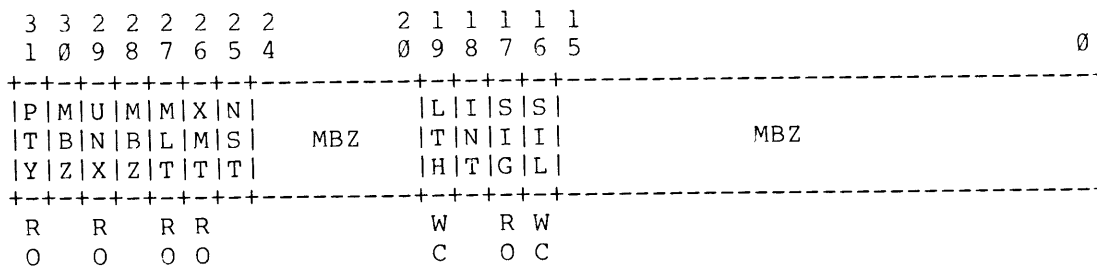 3 3 2 2 2 2 2 2 2 1 1 1 1 1
1 Ø 9 8 7 6 5 4 Ø 9 8 7 6 5 Ø
+-+-+-+-+-+-+-+---------+-+-+-+-+-------------------------------
|P|M|U|M|M|X|N| |L|I|S|S|
|T|B|N|B|L|M|S| MBZ |T|N|I|I| MBZ
|Y|Z|X|Z|T|T|T| |H|T|G|L|
+-+-+-+-+-+-+-+---------+-+-+-+-+-------------------------------
R R R R W R W
O O O O C O C